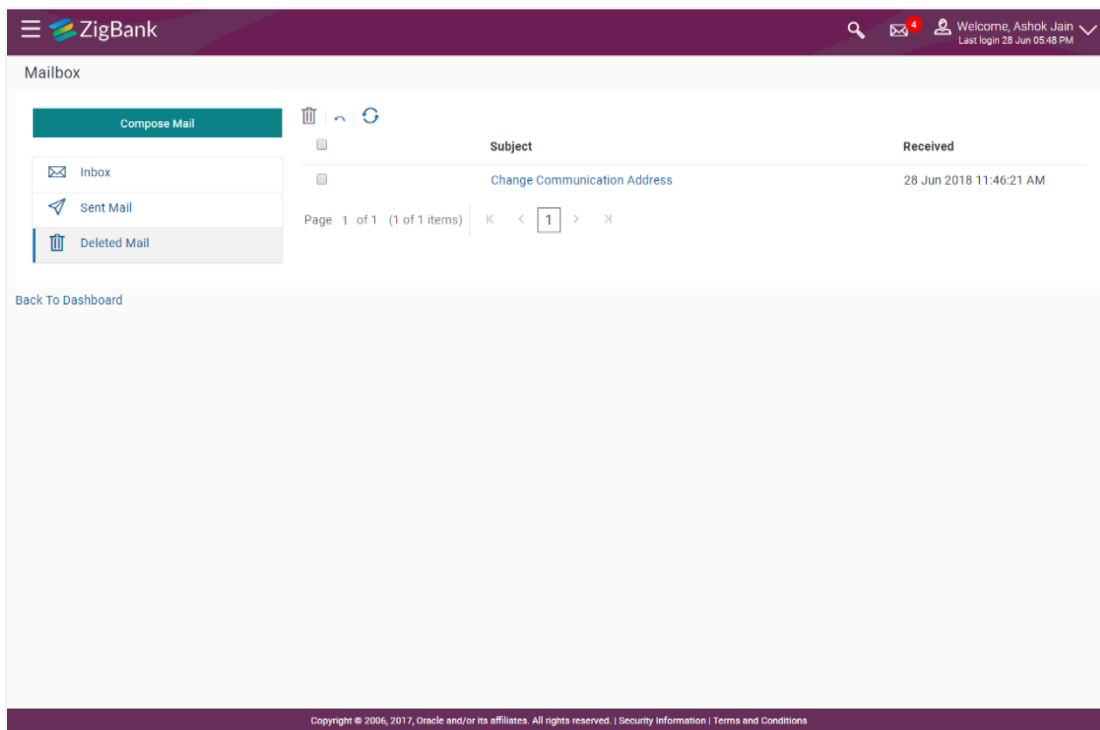 ZigBank
4
Welcome, Ashok Jain
Last login 28 Jun 05:48 PM
Mailbox
Compose Mail
Inbox
Sent Mail
Deleted Mail
Subject Received
Change Communication Address 28 Jun 2018 11:46:21 AM
Page 1 of 1 (1 of 1 items) K < 1 > >|
Back To Dashboard
Copyright © 2006, 2017, Oracle and/or its affiliates. All rights reserved. | Security Information | Terms and Conditions